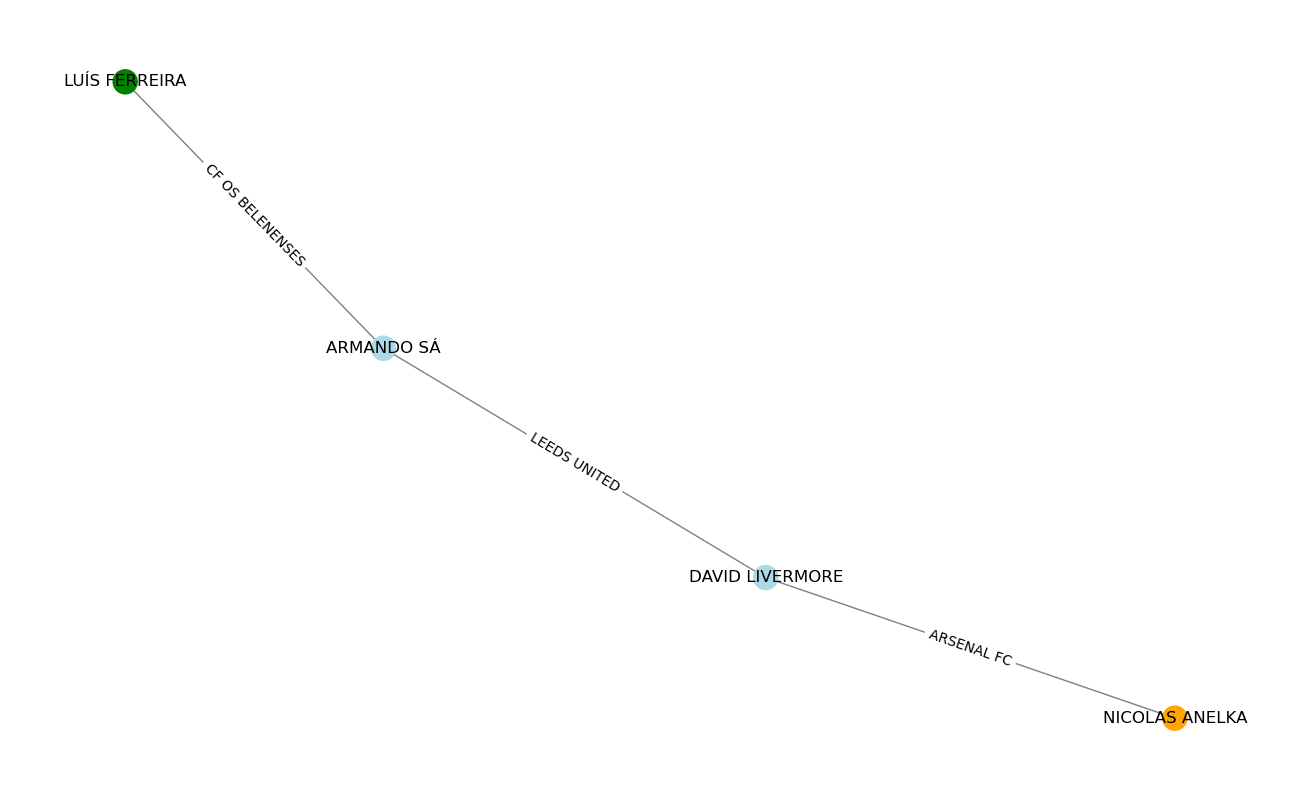 LUÍS FERREIRA
CF OS BELENENSES
ARMANDO SÁ
LEEDS UNITED
DAVID LIVERMORE
ARSENAL FC
NICOLAS ANELKA